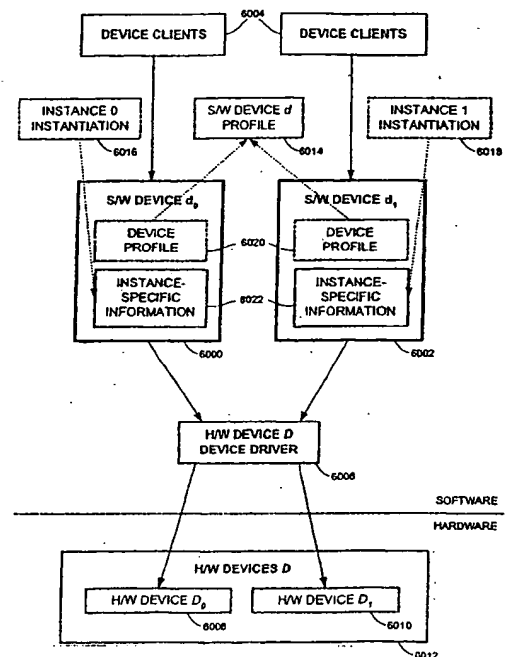 DEVICE CLIENTS
6004
DEVICE CLIENTS
INSTANCE 0
INSTANTIATION
6016
S/W DEVICE d
PROFILE
6014
INSTANCE 1
INSTANTIATION
6018
S/W DEVICE d0
DEVICE
PROFILE
INSTANCE-
SPECIFIC
INFORMATION
6000
6020
6022
S/W DEVICE d1
DEVICE
PROFILE
INSTANCE-
SPECIFIC
INFORMATION
6002
H/W DEVICE D
DEVICE DRIVER
6006
SOFTWARE
HARDWARE
H/W DEVICES D
H/W DEVICE D0
6008
H/W DEVICE D1
6010
6012